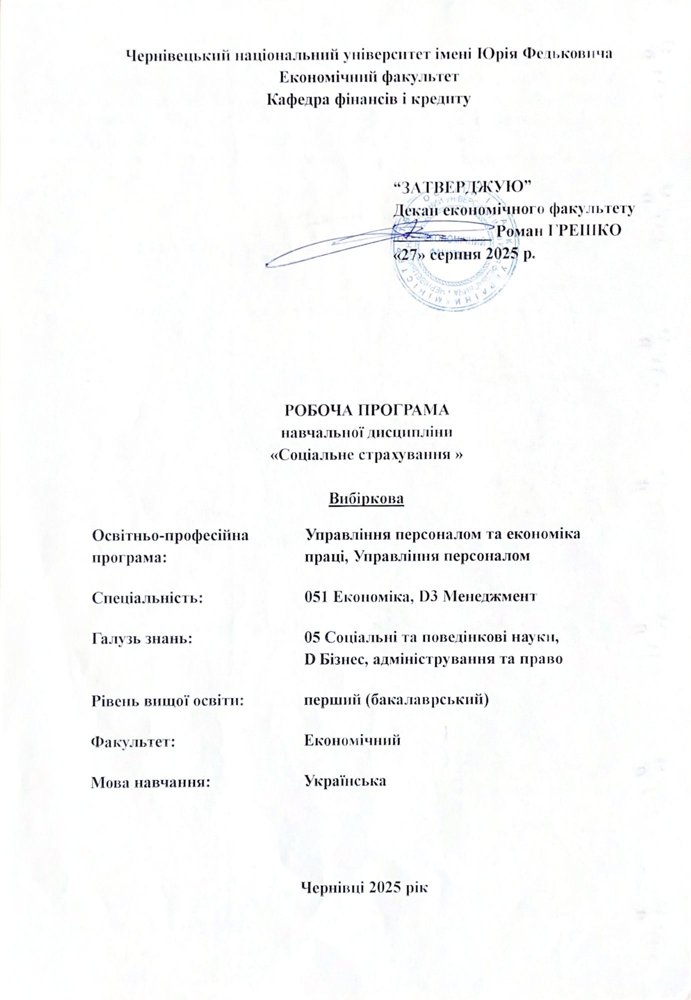 Чернівецький національний університет імені Юрія Федьковича
Економічний факультет
Кафедра фінансів і кредиту
“ЗАТВЕРДЖУЮ”
Декан економічного факультету
Роман ГРЕШКО
«27» серпня 2025 р.
РОБОЧА ПРОГРАМА
навчальної дисципліни
«Соціальне страхування »
Вибіркова
Освітньо-професійна Управління персоналом та економіка
програма: праці, Управління персоналом
Спеціальність: 051 Економіка, D3 Менеджмент
Галузь знань: 05 Соціальні та поведінкові науки,
D Бізнес, адміністрування та право
Рівень вищої освіти: перший (бакалаврський)
Факультет: Економічний
Мова навчання: Українська
Чернівці 2025 рік